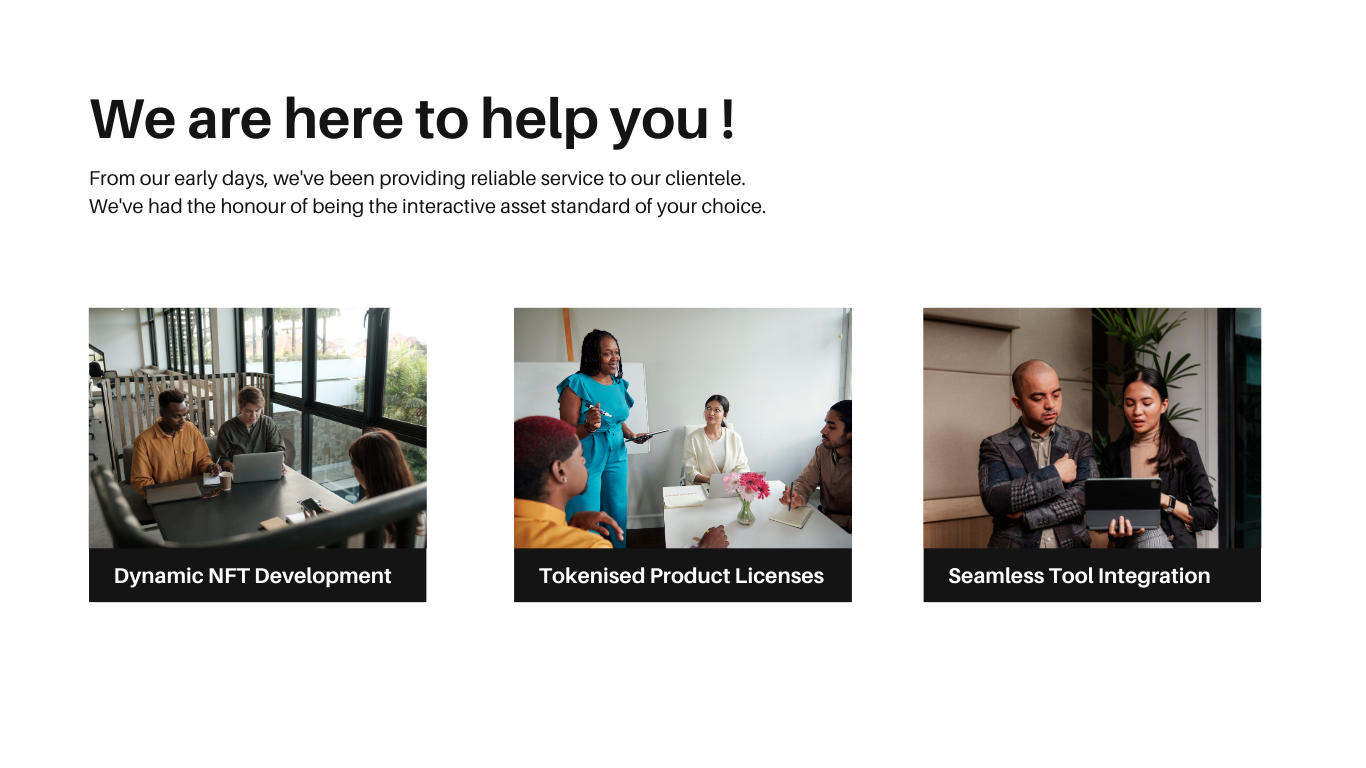 We are here to help you !
From our early days, we've been providing reliable service to our clientele.
We've had the honour of being the interactive asset standard of your choice.
Dynamic NFT Development
Tokenised Product Licenses
Seamless Tool Integration